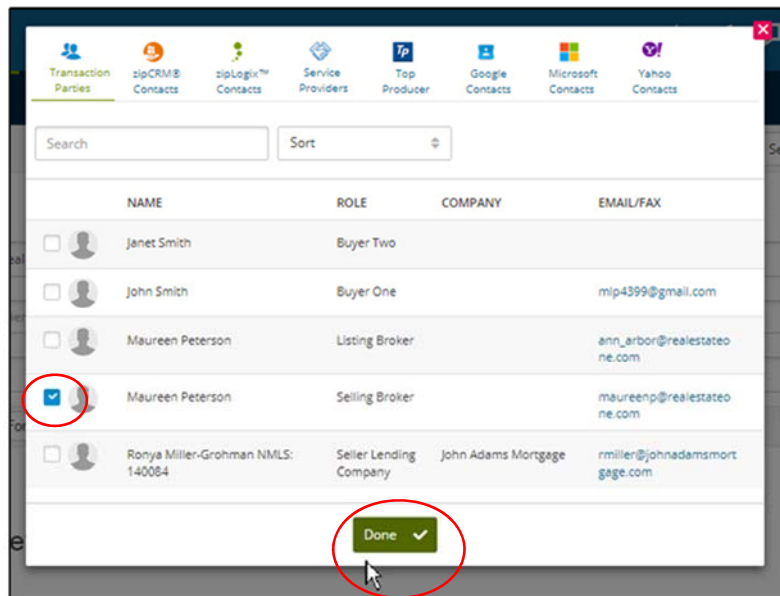 Transaction Parties
zipCRM® Contacts
zipLogix™ Contacts
Service Providers
Tp
Top Producer
Google Contacts
Microsoft Contacts
Y!
Yahoo Contacts
Search
Sort
NAME ROLE COMPANY EMAIL/FAX
Janet Smith Buyer Two
John Smith Buyer One mlp4399@gmail.com
Maureen Peterson Listing Broker ann_arbor@realestateo
ne.com
Maureen Peterson Selling Broker maureenp@realestateo
ne.com
Ronya Miller-Grohman NMLS: Seller Lending John Adams Mortgage rmiller@johnadamsmort
140084 Company gage.com
Done